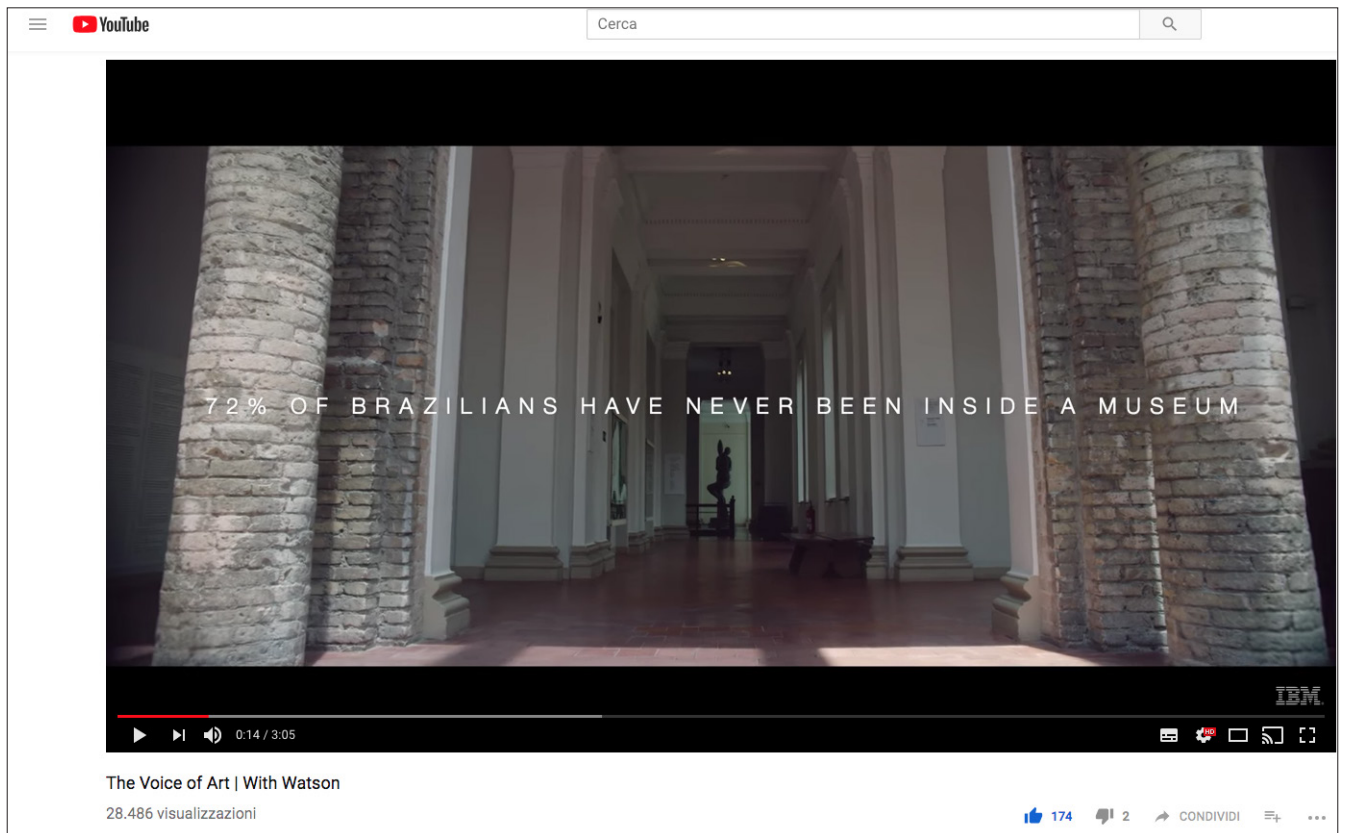 YouTube
Cerca
72% OF BRAZILIANS HAVE NEVER BEEN INSIDE A MUSEUM
IBM
0:14 / 3:05
HD
The Voice of Art | With Watson
28.486 visualizzazioni
174
2
CONDIVIDI